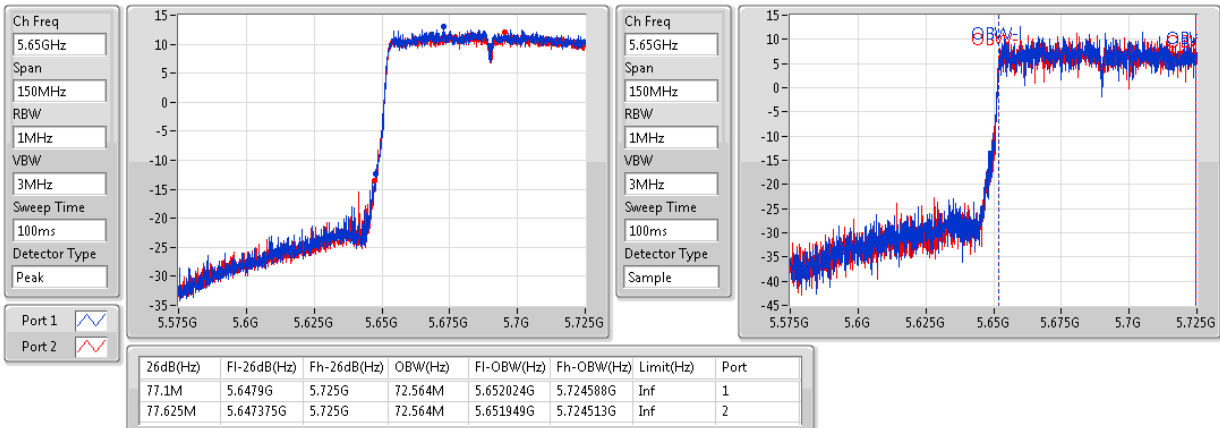 Ch Freq
5.65GHz
Span
150MHz
RBW
1MHz
VBW
3MHz
Sweep Time
100ms
Detector Type
Peak
Port 1
Port 2
15
10
5
0
-5
-10
-15
-20
-25
-30
-35
5.575G 5.6G 5.625G 5.65G 5.675G 5.7G 5.725G
Ch Freq
5.65GHz
Span
150MHz
RBW
1MHz
VBW
3MHz
Sweep Time
100ms
Detector Type
Sample
15
10
5
0
-5
-10
-15
-20
-25
-30
-35
-40
-45
5.575G 5.6G 5.625G 5.65G 5.675G 5.7G 5.725G
26dB(Hz) Fl-26dB(Hz) Fh-26dB(Hz) OBW(Hz) Fl-OBW(Hz) Fh-OBW(Hz) Limit(Hz) Port
77.1M 5.6479G 5.725G 72.564M 5.652024G 5.724588G Inf 1
77.625M 5.647375G 5.725G 72.564M 5.651949G 5.724513G Inf 2